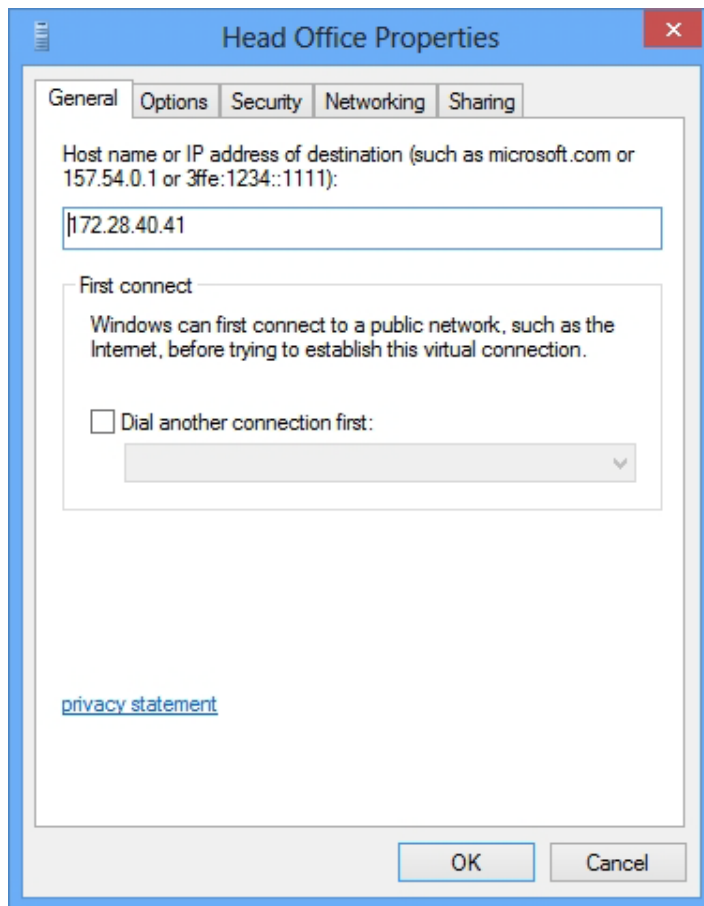 Head Office Properties
General Options Security Networking Sharing
Host name or IP address of destination (such as microsoft.com or
157.54.0.1 or 3ffe:1234::1111):
172.28.40.41
First connect
Windows can first connect to a public network, such as the
Internet, before trying to establish this virtual connection.
Dial another connection first:
privacy statement
OK Cancel